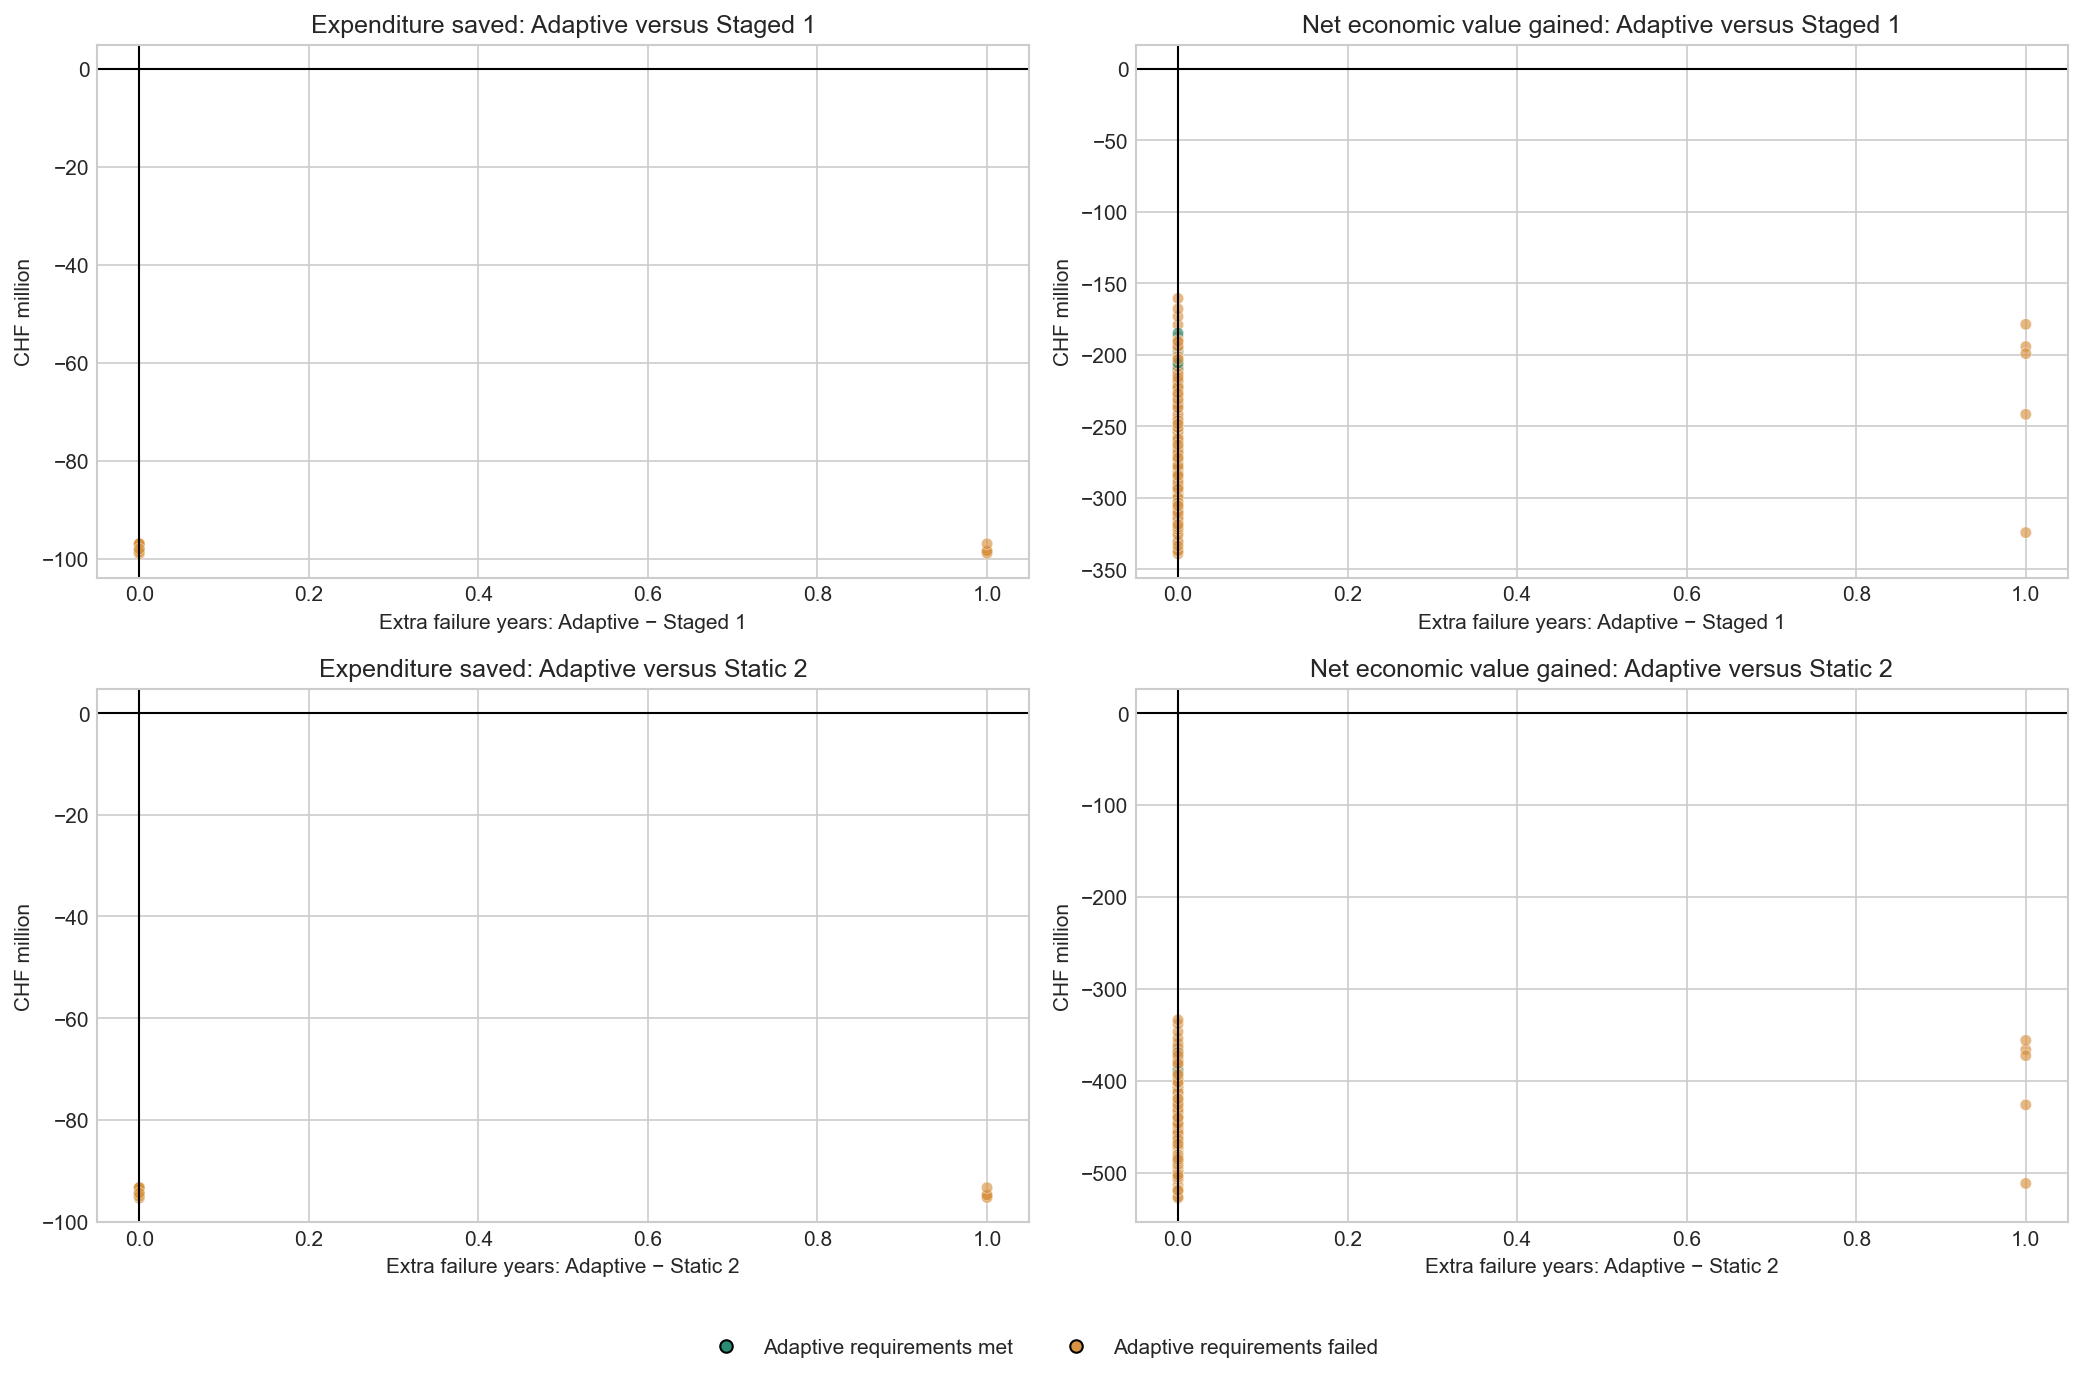 Expenditure saved: Adaptive versus Staged 1
0
−20
−40
−60
−80
−100
CHF million
0.0 0.2 0.4 0.6 0.8 1.0
Extra failure years: Adaptive − Staged 1
Net economic value gained: Adaptive versus Staged 1
0
−50
−100
−150
−200
−250
−300
−350
CHF million
0.0 0.2 0.4 0.6 0.8 1.0
Extra failure years: Adaptive − Staged 1
Expenditure saved: Adaptive versus Static 2
0
−20
−40
−60
−80
−100
CHF million
0.0 0.2 0.4 0.6 0.8 1.0
Extra failure years: Adaptive − Static 2
Net economic value gained: Adaptive versus Static 2
0
−100
−200
−300
−400
−500
CHF million
0.0 0.2 0.4 0.6 0.8 1.0
Extra failure years: Adaptive − Static 2
Adaptive requirements met
Adaptive requirements failed